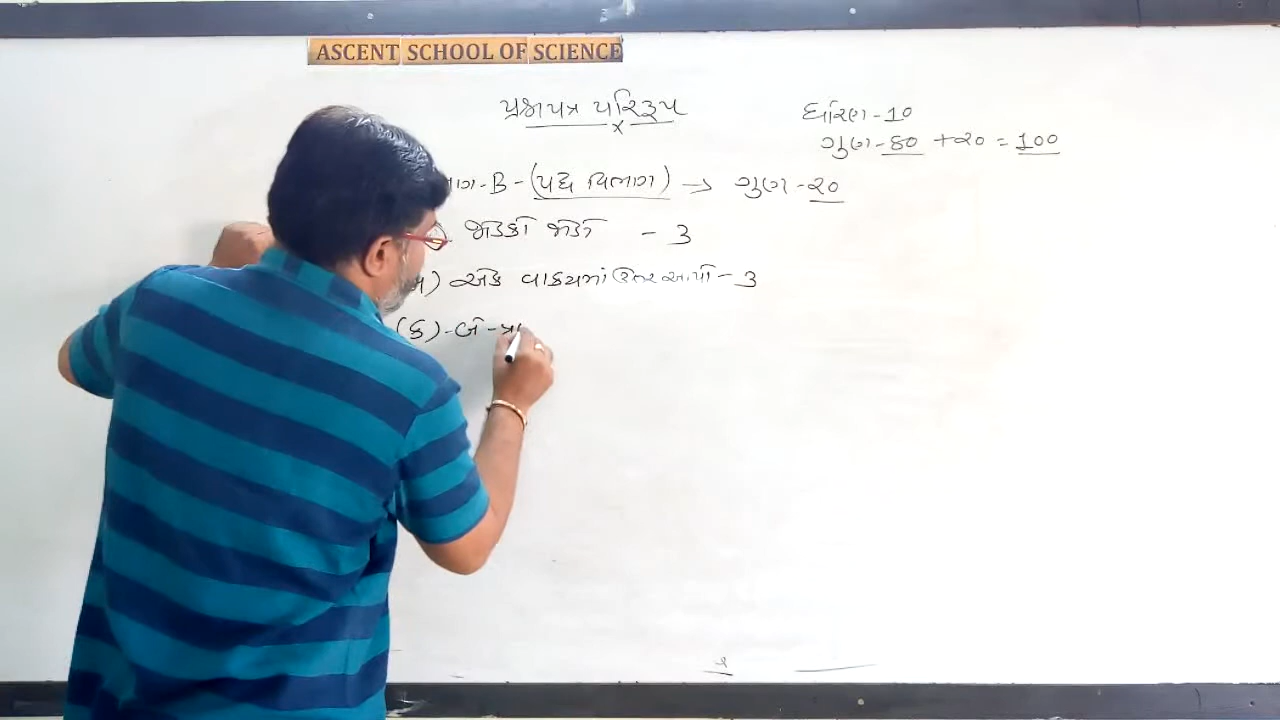 ASCENT SCHOOL OF SCIENCE
પ્રશ્નપત્ર પરિરૂપ
ધોરણ-10
ગુણ-80 +20 = 100
B-(પદ્ય વિભાગ) → ગુણ-20
જોડકાં જોડો - 3
એક વાક્યમાં ઉત્તર આપો - 3
(ક)-બે-ત્ર